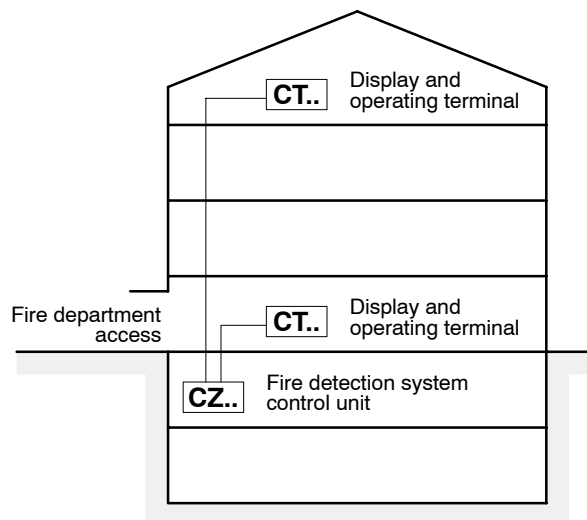 CT..
Display and
operating terminal
Fire department
access
CT..
Display and
operating terminal
CZ..
Fire detection system
control unit